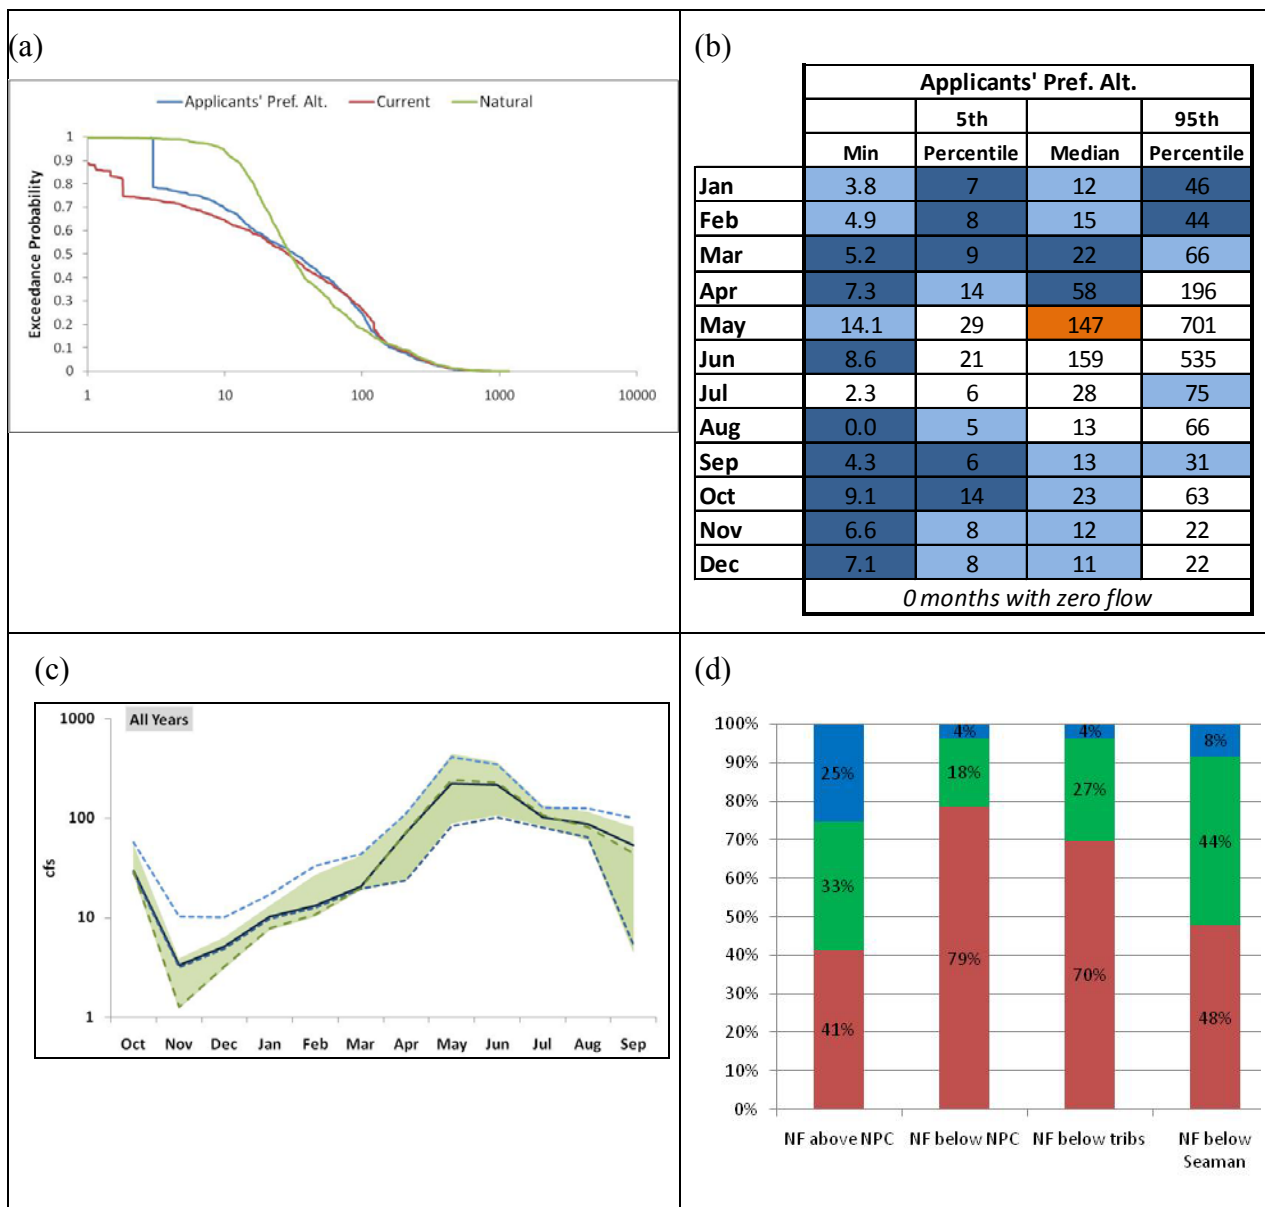 (a)
Applicants' Pref. Alt. Current Natural
Exceedance Probability
1
0.9
0.8
0.7
0.6
0.5
0.4
0.3
0.2
0.1
0
1 10 100 1000 10000
(b)
Applicants' Pref. Alt.
5th 95th
Min Percentile Median Percentile
Jan 3.8 7 12 46
Feb 4.9 8 15 44
Mar 5.2 9 22 66
Apr 7.3 14 58 196
May 14.1 29 147 701
Jun 8.6 21 159 535
Jul 2.3 6 28 75
Aug 0.0 5 13 66
Sep 4.3 6 13 31
Oct 9.1 14 23 63
Nov 6.6 8 12 22
Dec 7.1 8 11 22
0 months with zero flow
(c)
All Years
cfs
1000
100
10
1
Oct Nov Dec Jan Feb Mar Apr May Jun Jul Aug Sep
(d)
100%
90%
80%
70%
60%
50%
40%
30%
20%
10%
0%
25% 4% 4% 8%
33% 18% 27% 44%
41% 79% 70% 48%
NF above NPC NF below NPC NF below tribs NF below
Seaman